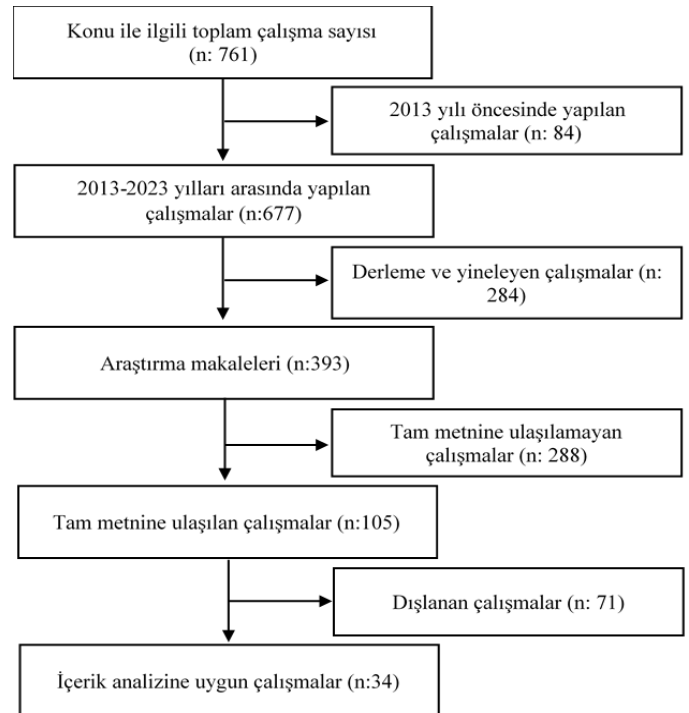 Konu ile ilgili toplam çalışma sayısı
(n: 761)
2013 yılı öncesinde yapılan
çalışmalar (n: 84)
2013-2023 yılları arasında yapılan
çalışmalar (n:677)
Derleme ve yineleyen çalışmalar (n:
284)
Araştırma makaleleri (n:393)
Tam metnine ulaşılamayan
çalışmalar (n: 288)
Tam metnine ulaşılan çalışmalar (n:105)
Dışlanan çalışmalar (n: 71)
İçerik analizine uygun çalışmalar (n:34)